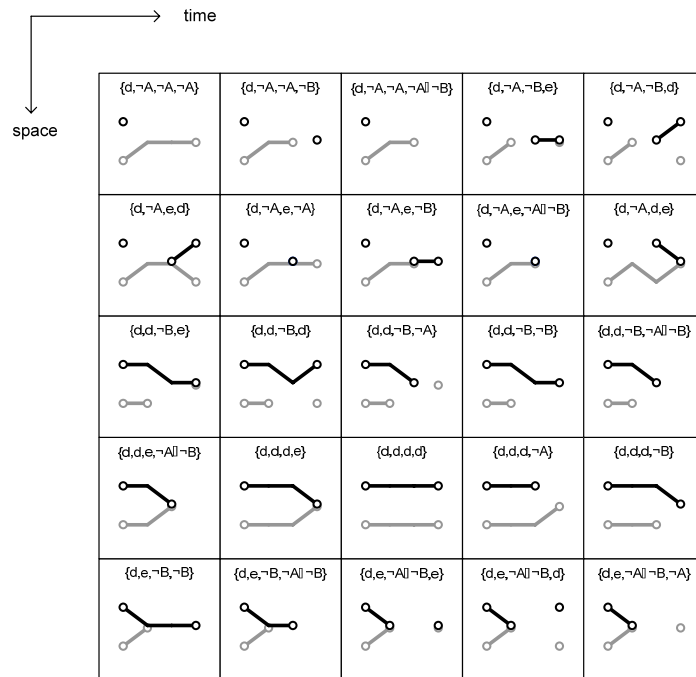 time
space
{d,¬A,¬A,¬A} {d,¬A,¬A,¬B} {d,¬A,¬A,¬A▯¬B} {d,¬A,¬B,e} {d,¬A,¬B,d}
{d,¬A,e,d} {d,¬A,e,¬A} {d,¬A,e,¬B} {d,¬A,e,¬A▯¬B} {d,¬A,d,e}
{d,d,¬B,e} {d,d,¬B,d} {d,d,¬B,¬A} {d,d,¬B,¬B} {d,d,¬B,¬A▯¬B}
{d,d,e,¬A▯¬B} {d,d,d,e} {d,d,d,d} {d,d,d,¬A} {d,d,d,¬B}
{d,e,¬B,¬B} {d,e,¬B,¬A▯¬B} {d,e,¬A▯¬B,e} {d,e,¬A▯¬B,d} {d,e,¬A▯¬B,¬A}